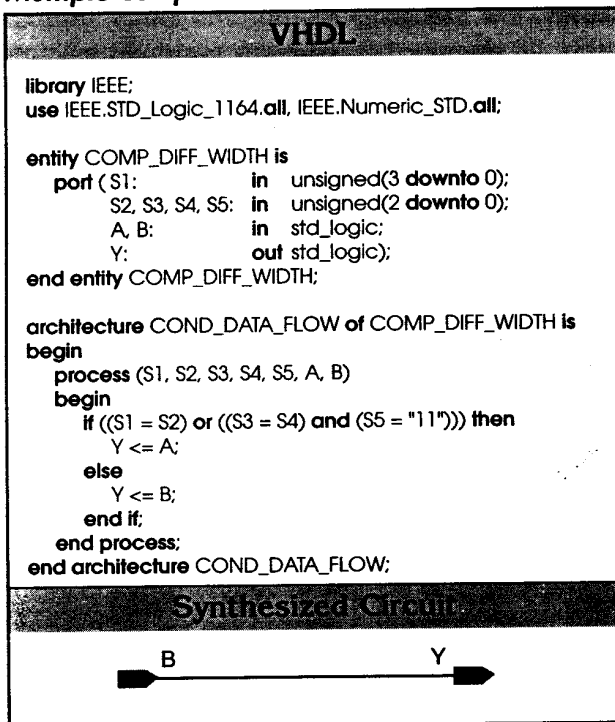 VHDL
library IEEE;
use IEEE.STD_Logic_1164.all, IEEE.Numeric_STD.all;
entity COMP_DIFF_WIDTH is
port ( S1: in unsigned(3 downto 0);
S2, S3, S4, S5: in unsigned(2 downto 0);
A, B: in std_logic;
Y: out std_logic);
end entity COMP_DIFF_WIDTH;
architecture COND_DATA_FLOW of COMP_DIFF_WIDTH is
begin
process (S1, S2, S3, S4, S5, A, B)
begin
if ((S1 = S2) or ((S3 = S4) and (S5 = "11"))) then
Y <= A;
else
Y <= B;
end if;
end process;
end architecture COND_DATA_FLOW;
Synthesized Circuit
B Y